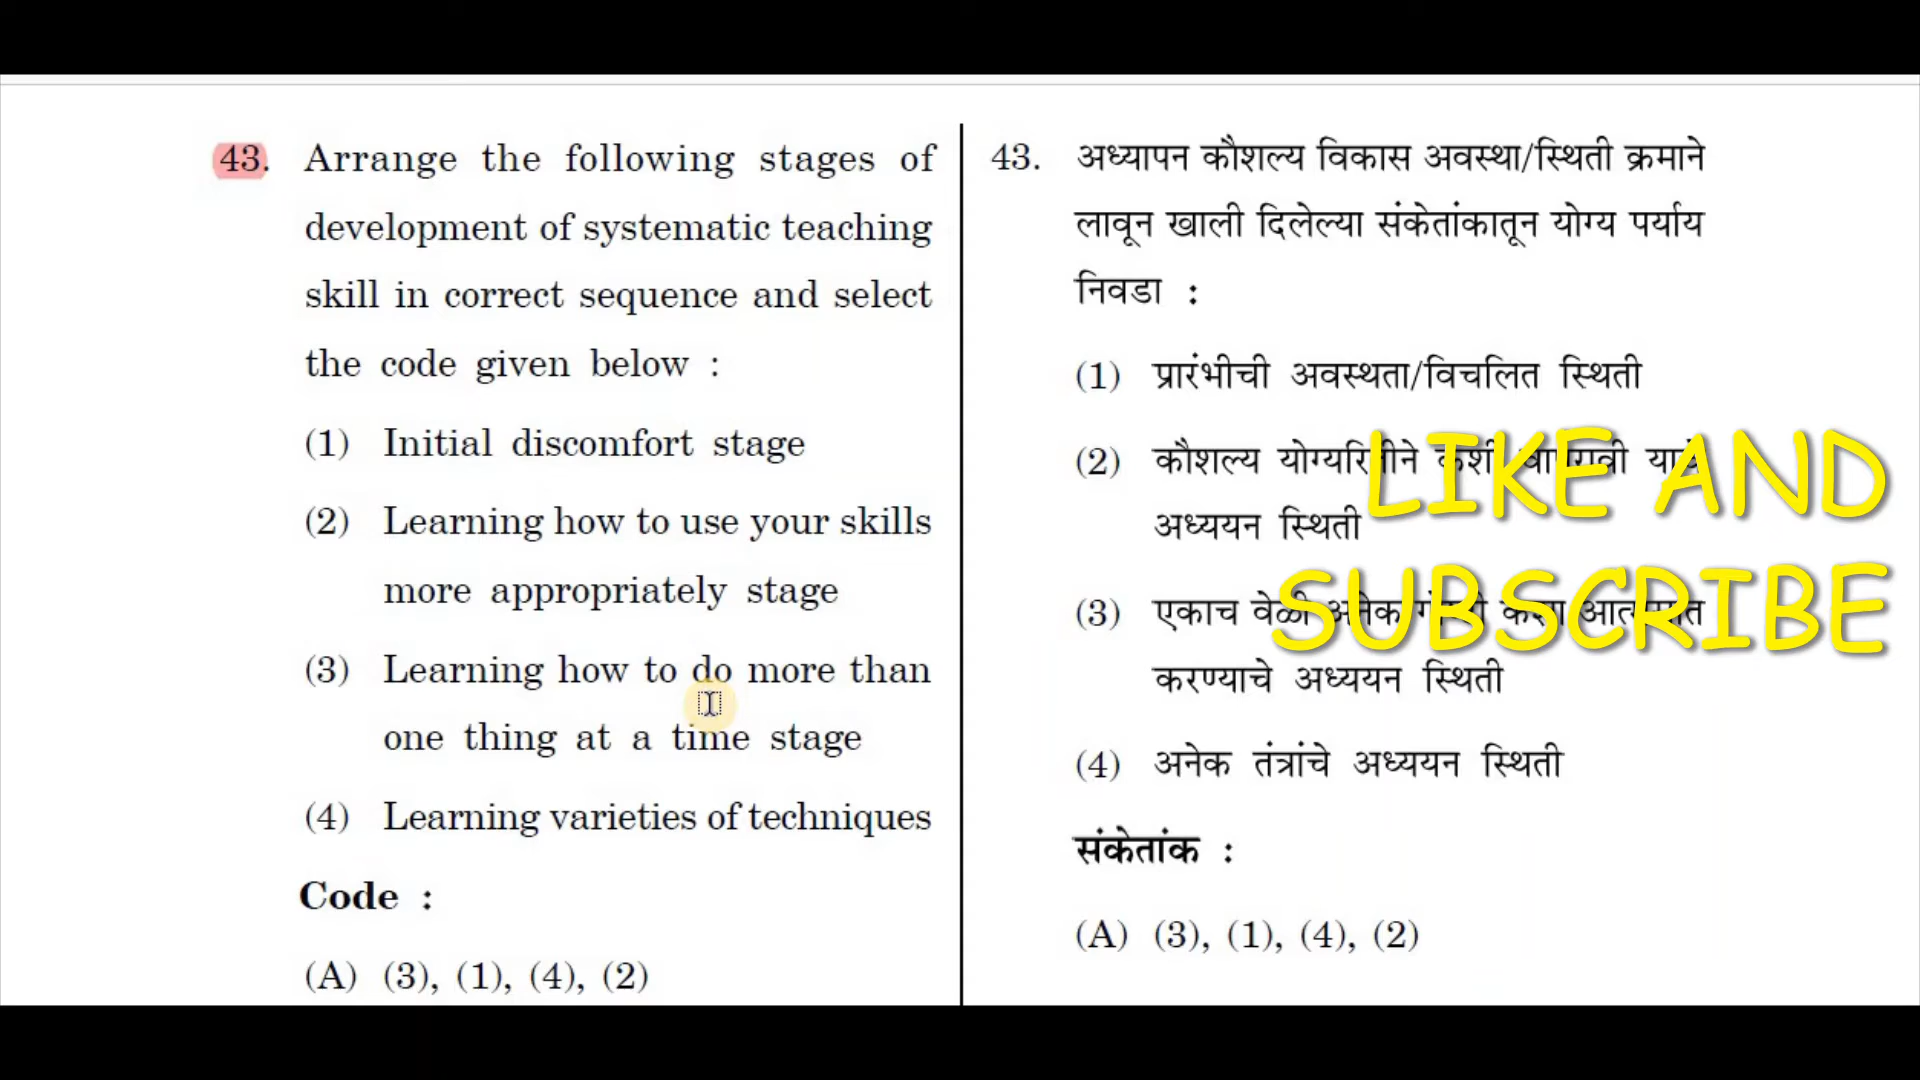 43. Arrange the following stages of
development of systematic teaching
skill in correct sequence and select
the code given below :
(1) Initial discomfort stage
(2) Learning how to use your skills
more appropriately stage
(3) Learning how to do more than
one thing at a time stage
(4) Learning varieties of techniques
Code :
(A) (3), (1), (4), (2)
43. अध्यापन कौशल्य विकास अवस्था/स्थिती क्रमाने
लावून खाली दिलेल्या संकेतांकातून योग्य पर्याय
निवडा :
(1) प्रारंभीची अवस्थता/विचलित स्थिती
(2) कौशल्य
अध्ययन स्थिती
(3) एकाच वेळी
करण्याचे अध्ययन स्थिती
(4) अनेक तंत्रांचे अध्ययन स्थिती
संकेतांक :
(A) (3), (1), (4), (2)
LIKE AND
SUBSCRIBE